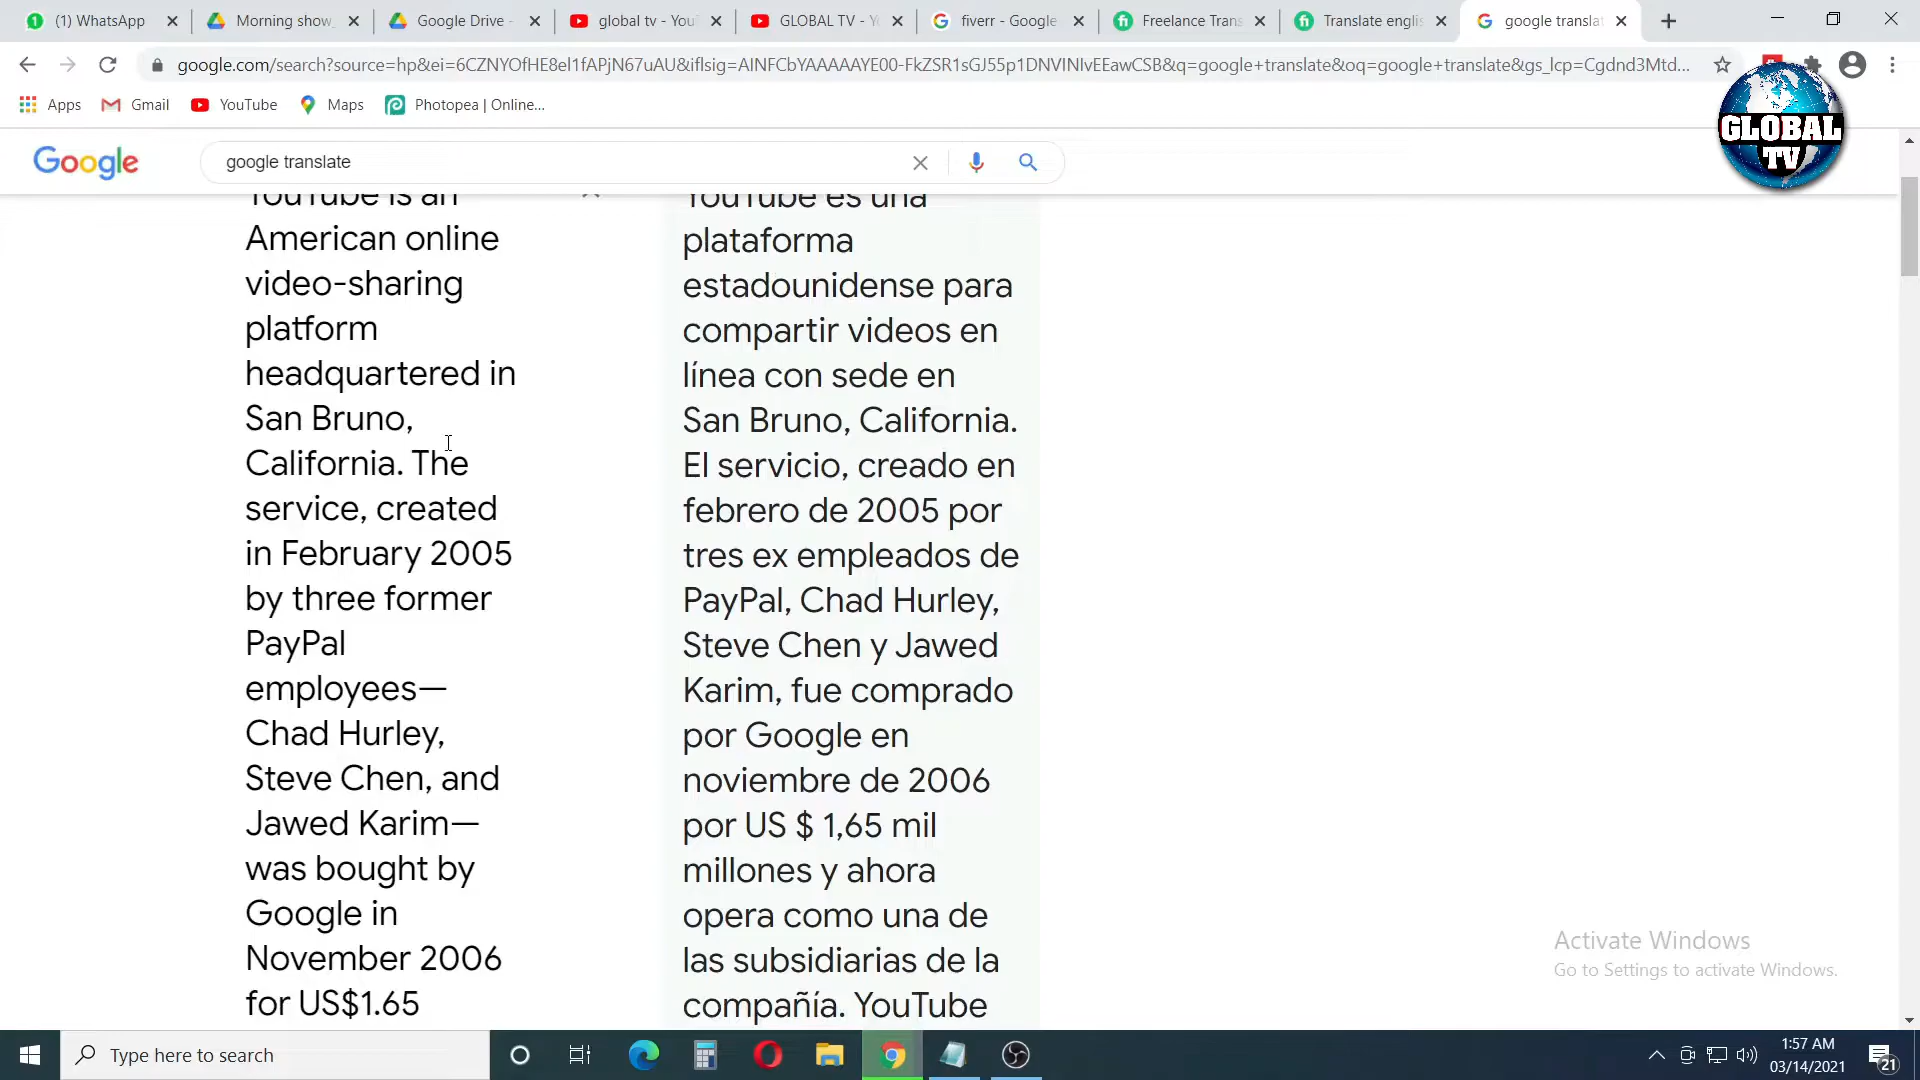 (1) WhatsApp
Morning show_
Google Drive -
global tv - You
GLOBAL TV - Y
fiverr - Google
Freelance Trans
Translate englis
google translat
google.com/search?source=hp&ei=6CZNYOfHE8el1fAPjN67uAU&iflsig=AINFCbYAAAAAYE00-FkZSR1sGJ55p1DNVINIvEEawCSB&q=google+translate&oq=google+translate&gs_lcp=Cgdnd3Mtd...
Apps
Gmail
YouTube
Maps
Photopea | Online...
GLOBAL
TV
Google
google translate
YouTube is an
American online
video-sharing
platform
headquartered in
San Bruno,
California. The
service, created
in February 2005
by three former
PayPal
employees—
Chad Hurley,
Steve Chen, and
Jawed Karim—
was bought by
Google in
November 2006
for US$1.65
YouTube es una
plataforma
estadounidense para
compartir videos en
línea con sede en
San Bruno, California.
El servicio, creado en
febrero de 2005 por
tres ex empleados de
PayPal, Chad Hurley,
Steve Chen y Jawed
Karim, fue comprado
por Google en
noviembre de 2006
por US $ 1,65 mil
millones y ahora
opera como una de
las subsidiarias de la
compañía. YouTube
Activate Windows
Go to Settings to activate Windows.
Type here to search
1:57 AM
03/14/2021
21